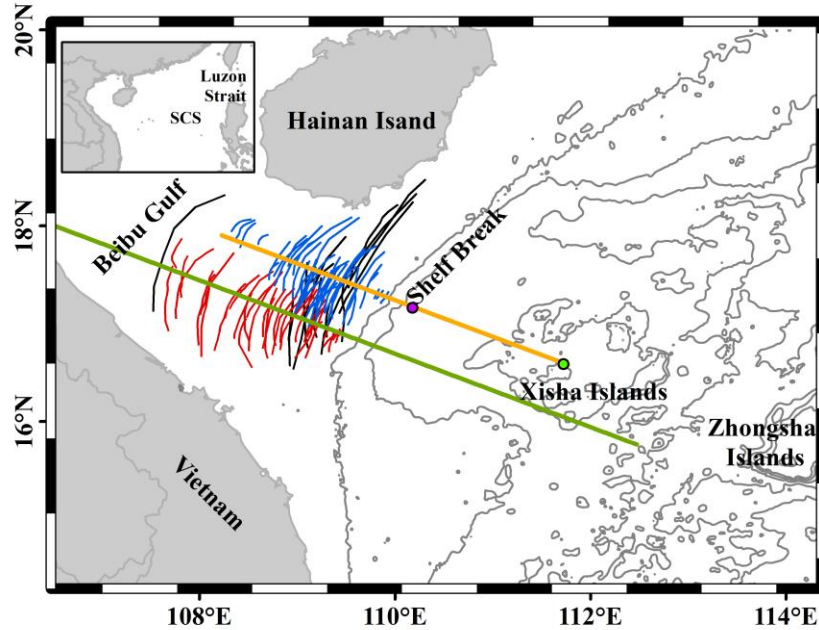 20°N
18°N
16°N
Luzon
Strait
SCS
Hainan Isand
Beibu Gulf
Shelf Break
Xisha Islands
Zhongsha
Islands
Vietnam
108°E
110°E
112°E
114°E